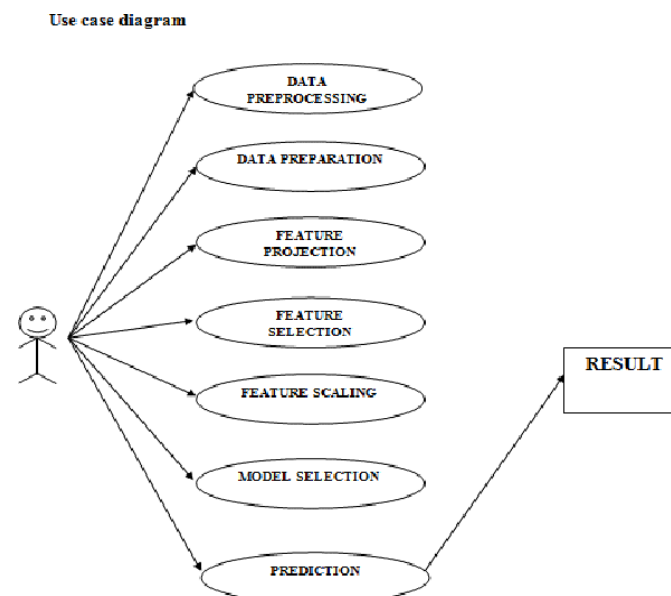 Use case diagram
DATA
PREPROCESSING
DATA PREPARATION
FEATURE
PROJECTION
FEATURE
SELECTION
RESULT
FEATURE SCALING
MODEL SELECTION
PREDICTION